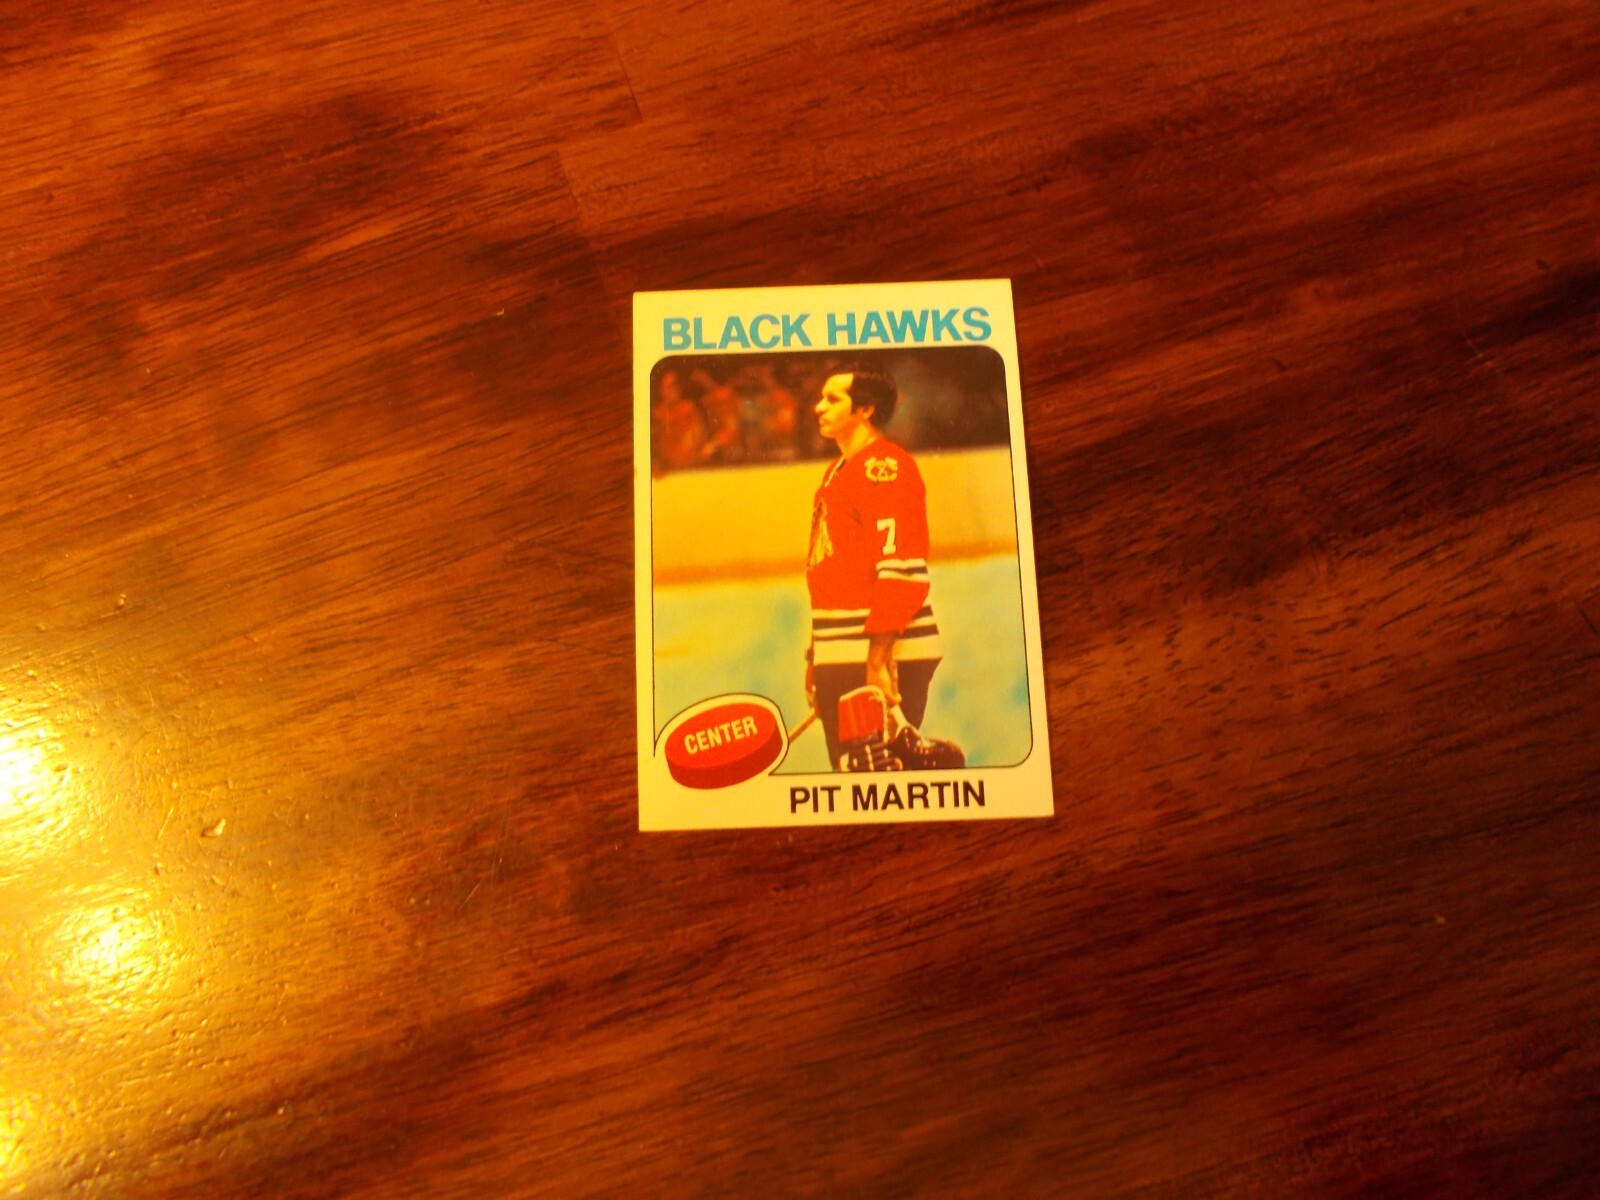 BLACK HAWKS
7
CENTER
PIT MARTIN